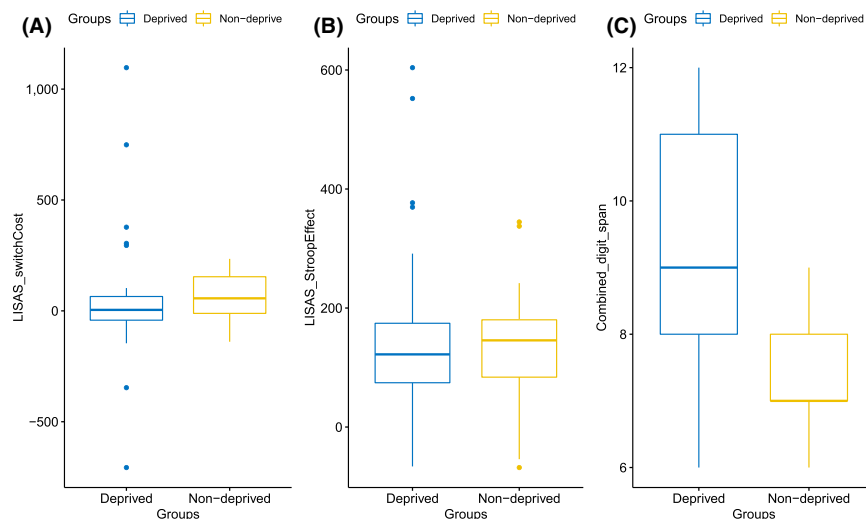 (A) Groups Deprived Non-deprive
LISAS_switchCost
1,000
500
0
−500
Deprived Non-deprived
Groups
(B) Groups Deprived Non-deprived
LISAS_StroopEffect
600
400
200
0
Deprived Non-deprived
Groups
(C) Groups Deprived Non-deprived
Combined_digit_span
12
10
8
6
Deprived Non-deprived
Groups